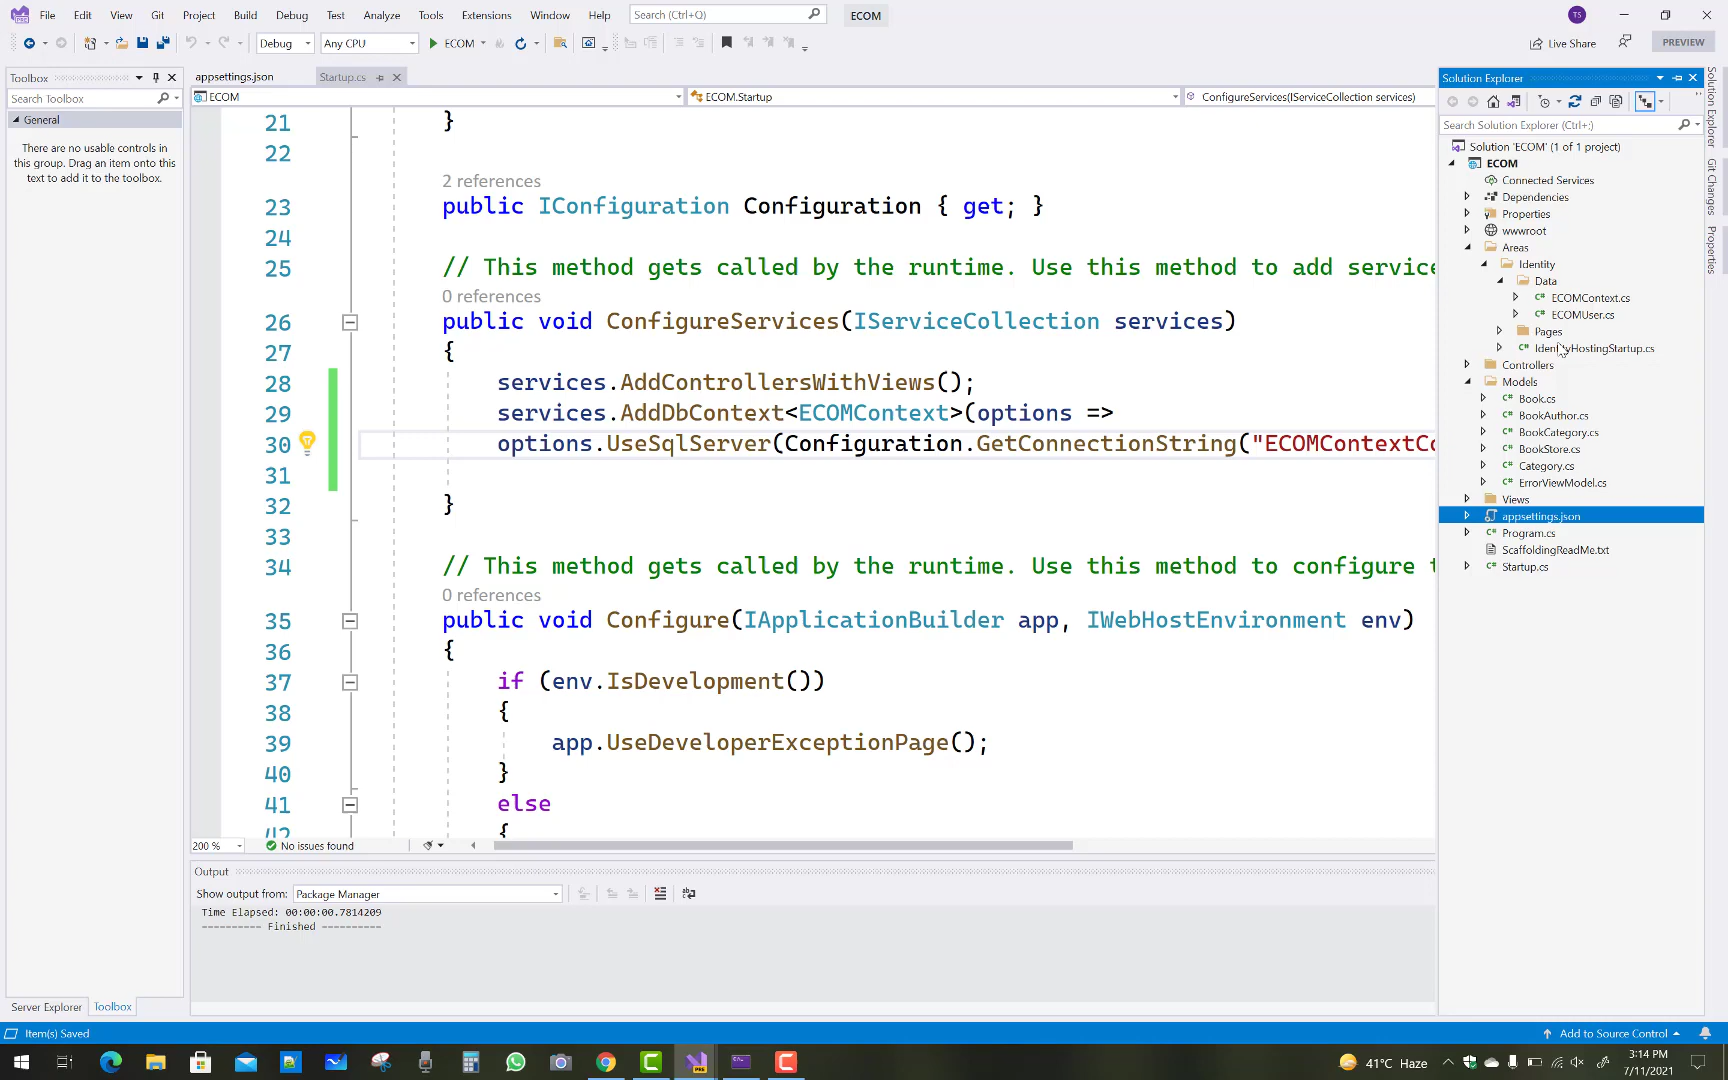 File Edit View Git Project Build Debug Test Analyze Tools Extensions Window Help Search (Ctrl+Q) ECOM TS
Debug Any CPU ECOM Live Share PREVIEW
Toolbox
Search Toolbox
General
There are no usable controls in
this group. Drag an item onto this
text to add it to the toolbox.
Server Explorer Toolbox
appsettings.json Startup.cs
ECOM ECOM.Startup ConfigureServices(IServiceCollection services)
21 }
22
2 references
23 public IConfiguration Configuration { get; }
24
25 // This method gets called by the runtime. Use this method to add service
0 references
26 public void ConfigureServices(IServiceCollection services)
27 {
28 services.AddControllersWithViews();
29 services.AddDbContext<ECOMContext>(options =>
30 options.UseSqlServer(Configuration.GetConnectionString("ECOMContextCo
31
32 }
33
34 // This method gets called by the runtime. Use this method to configure t
0 references
35 public void Configure(IApplicationBuilder app, IWebHostEnvironment env)
36 {
37 if (env.IsDevelopment())
38 {
39 app.UseDeveloperExceptionPage();
40 }
41 else
42 {
200 % No issues found
Output
Show output from: Package Manager
Time Elapsed: 00:00:00.7814209
---------- Finished ----------
Solution Explorer
Search Solution Explorer (Ctrl+;)
Solution 'ECOM' (1 of 1 project)
ECOM
Connected Services
Dependencies
Properties
wwwroot
Areas
Identity
Data
ECOMContext.cs
ECOMUser.cs
Pages
IdentityHostingStartup.cs
Controllers
Models
Book.cs
BookAuthor.cs
BookCategory.cs
BookStore.cs
Category.cs
ErrorViewModel.cs
Views
appsettings.json
Program.cs
ScaffoldingReadMe.txt
Startup.cs
Solution Explorer
Git Changes
Properties
Item(s) Saved Add to Source Control
41°C Haze 3:14 PM
7/11/2021